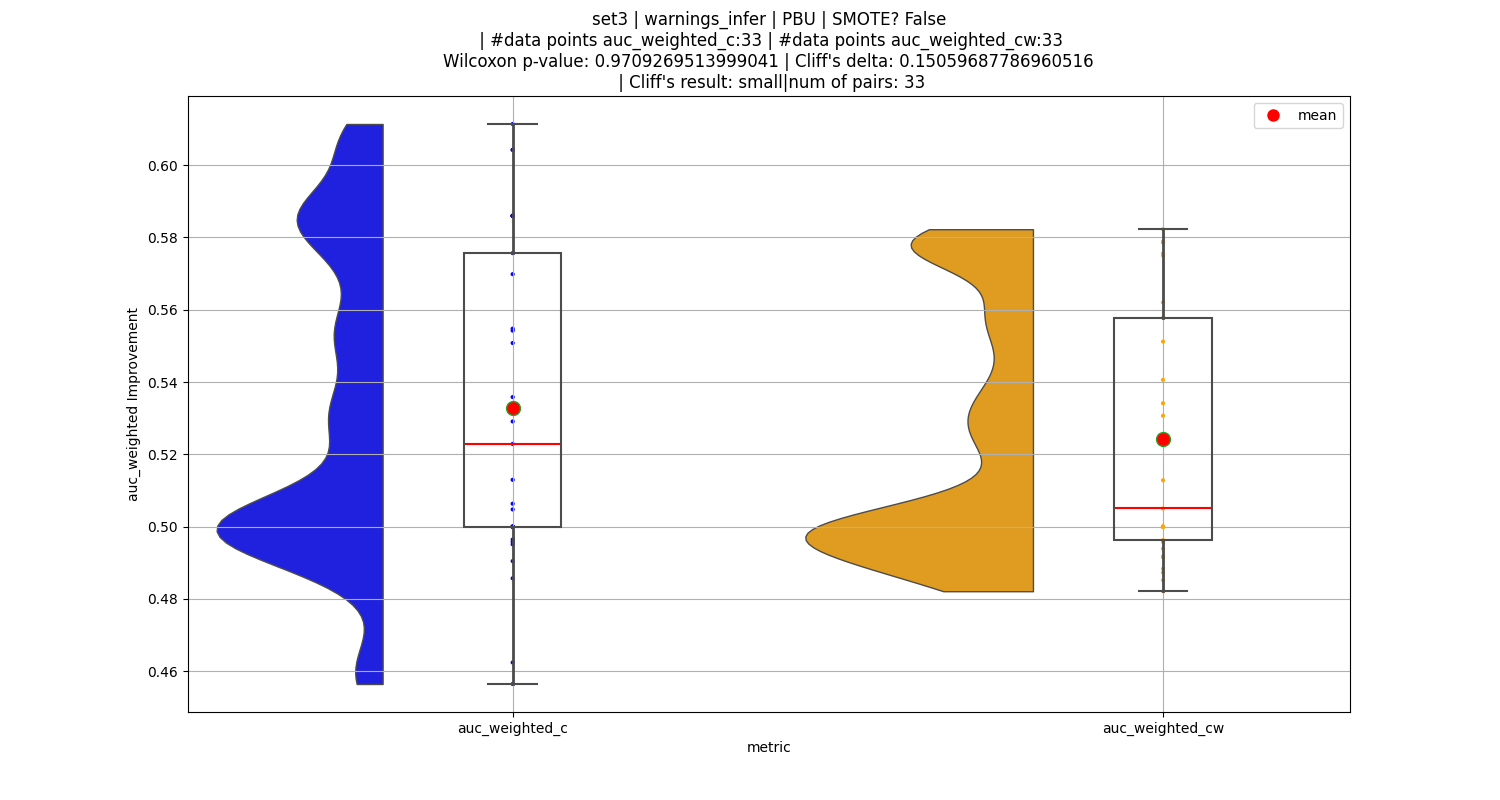 set3 | warnings_infer | PBU | SMOTE? False
| #data points auc_weighted_c:33 | #data points auc_weighted_cw:33
Wilcoxon p-value: 0.9709269513999041 | Cliff's delta: 0.15059687786960516
| Cliff's result: small|num of pairs: 33
mean
0.60
0.58
0.56
0.54
0.52
0.50
0.48
0.46
auc_weighted Improvement
auc_weighted_c
auc_weighted_cw
metric